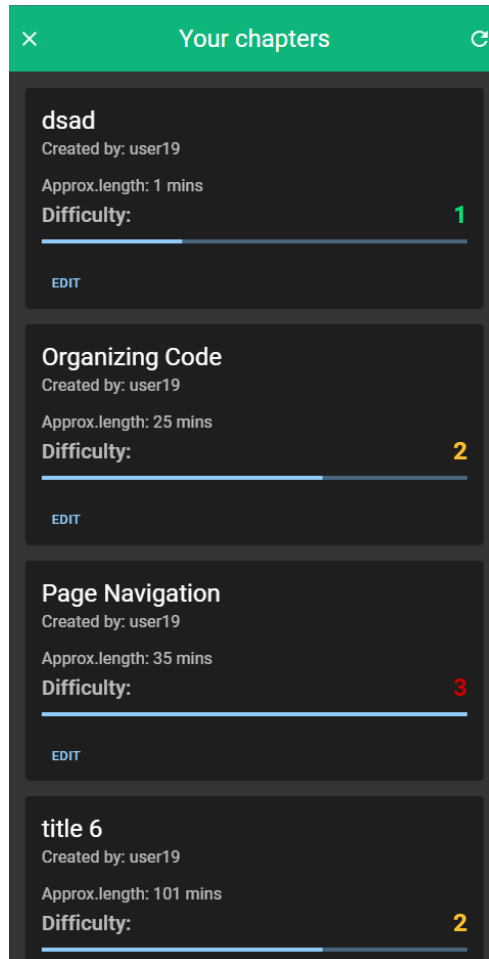 Your chapters
dsad
Created by: user19
Approx.length: 1 mins
Difficulty: 1
EDIT
Organizing Code
Created by: user19
Approx.length: 25 mins
Difficulty: 2
EDIT
Page Navigation
Created by: user19
Approx.length: 35 mins
Difficulty: 3
EDIT
title 6
Created by: user19
Approx.length: 101 mins
Difficulty: 2